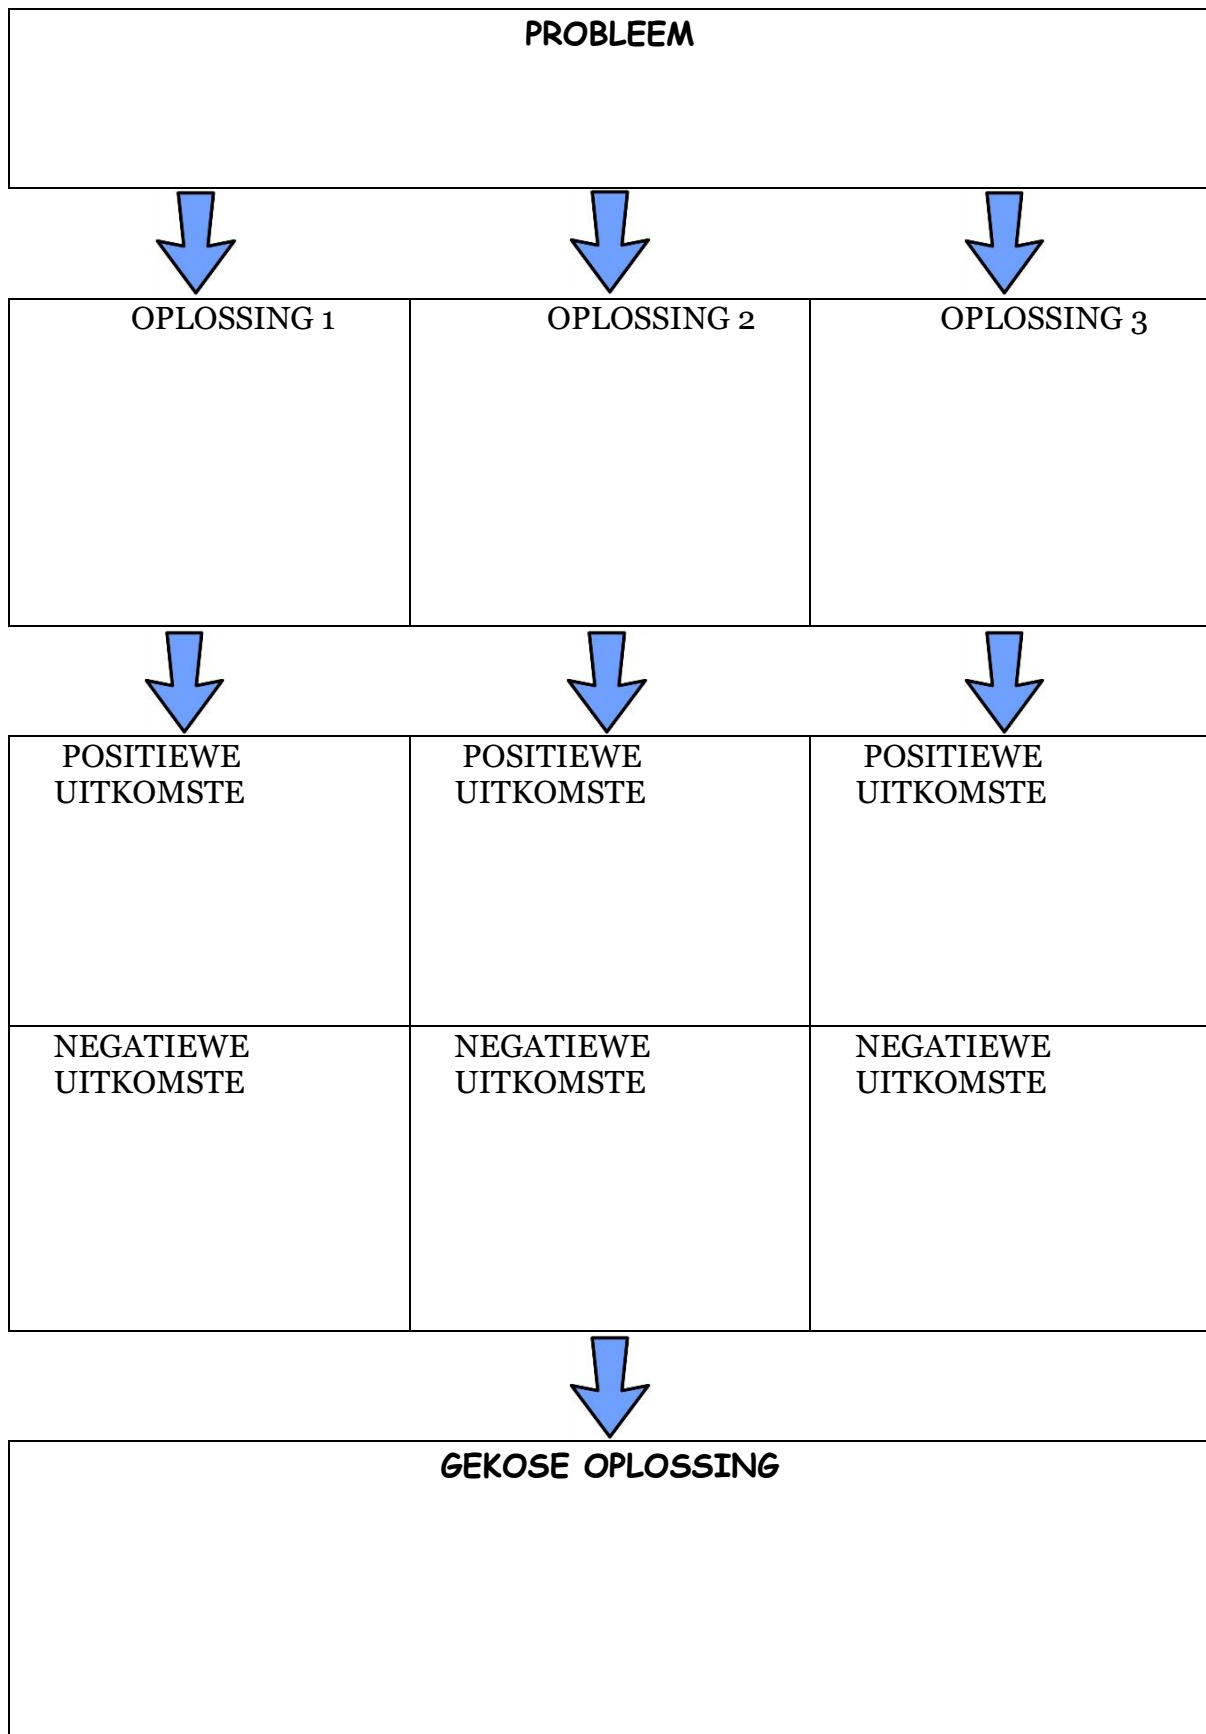 PROBLEEM
OPLOSSING 1
OPLOSSING 2
OPLOSSING 3
POSITIEWE
UITKOMSTE
POSITIEWE
UITKOMSTE
POSITIEWE
UITKOMSTE
NEGATIEWE
UITKOMSTE
NEGATIEWE
UITKOMSTE
NEGATIEWE
UITKOMSTE
GEKOSE OPLOSSING